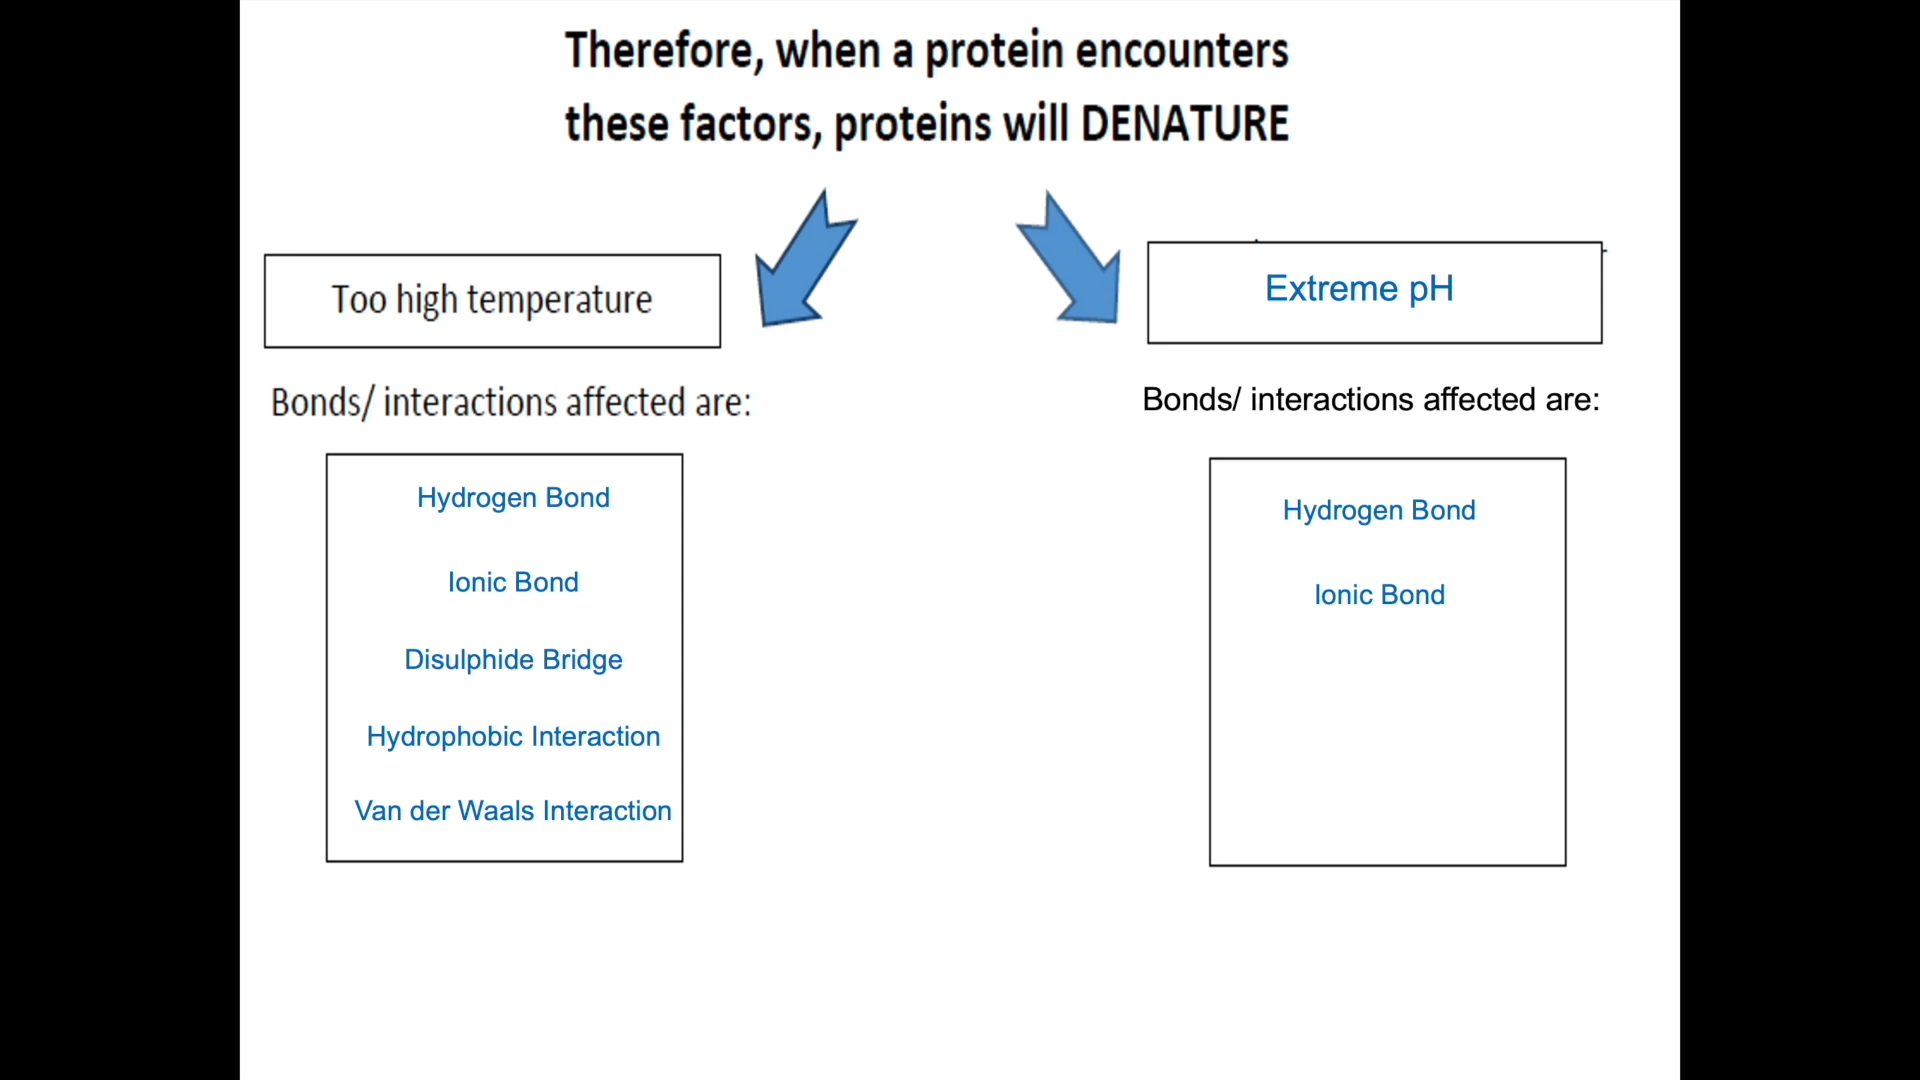 Therefore, when a protein encounters
these factors, proteins will DENATURE
Too high temperature
Bonds/ interactions affected are:
Hydrogen Bond
Ionic Bond
Disulphide Bridge
Hydrophobic Interaction
Van der Waals Interaction
Extreme pH
Bonds/ interactions affected are:
Hydrogen Bond
Ionic Bond